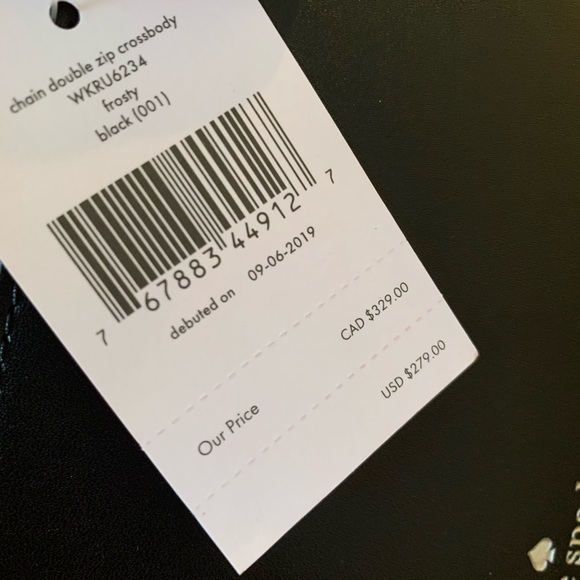 chain double zip crossbody
WKRU6234
frosty
black (001)
7 67883 44912 7
debuted on 09-06-2019
CAD $329.00
Our Price USD $279.00